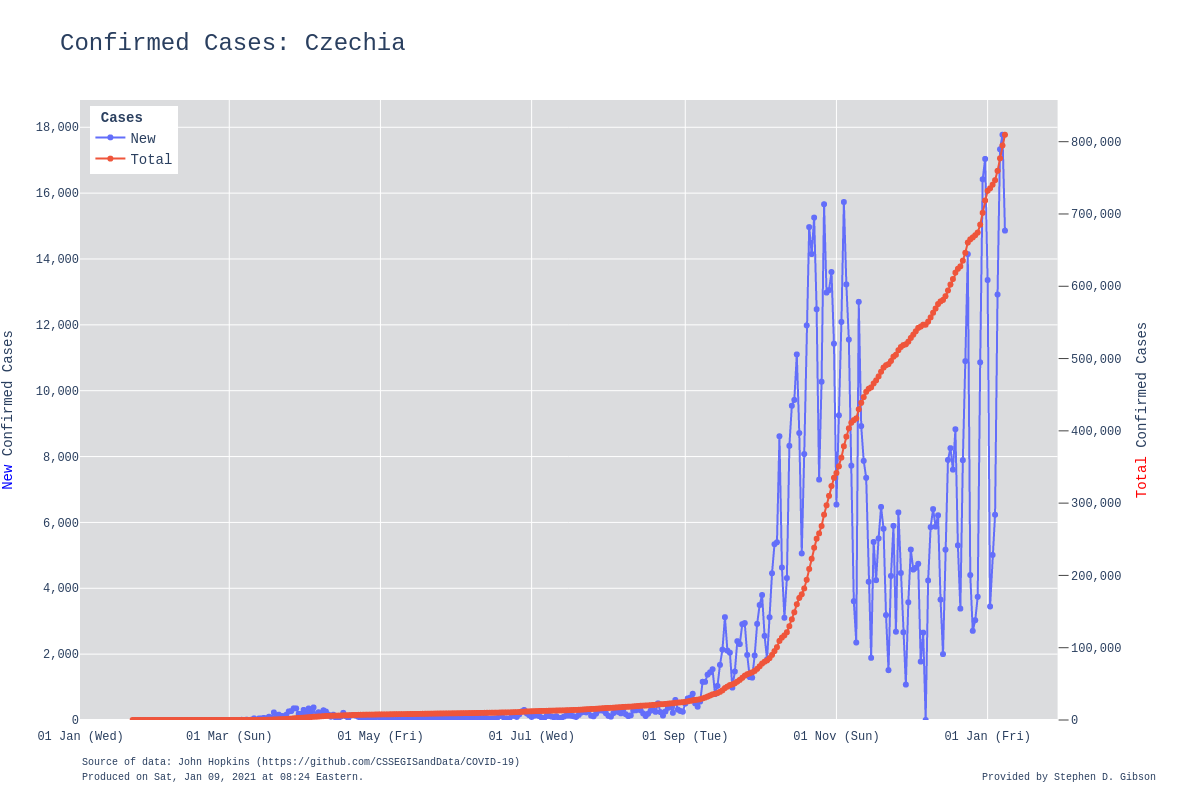 Confirmed Cases: Czechia
Cases
New
Total
18,000
16,000
14,000
12,000
10,000
8,000
6,000
4,000
2,000
0
New Confirmed Cases
800,000
700,000
600,000
500,000
400,000
300,000
200,000
100,000
0
Total Confirmed Cases
01 Jan (Wed)
01 Mar (Sun)
01 May (Fri)
01 Jul (Wed)
01 Sep (Tue)
01 Nov (Sun)
01 Jan (Fri)
Source of data: John Hopkins (https://github.com/CSSEGISandData/COVID-19)
Produced on Sat, Jan 09, 2021 at 08:24 Eastern.
Provided by Stephen D. Gibson